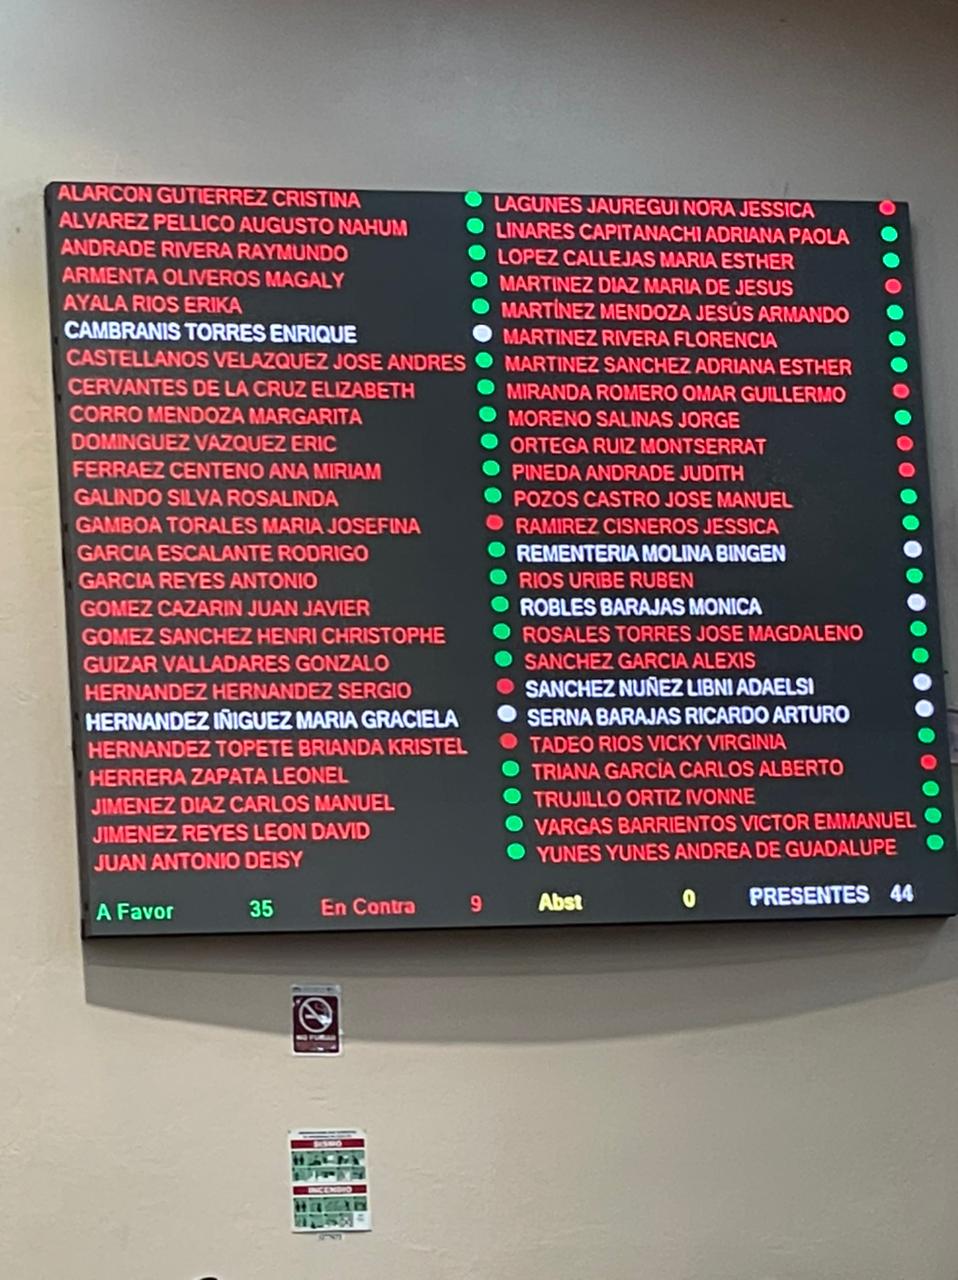 ALARCON GUTIERREZ CRISTINA
ALVAREZ PELLICO AUGUSTO NAHUM
ANDRADE RIVERA RAYMUNDO
ARMENTA OLIVEROS MAGALY
AYALA RIOS ERIKA
CAMBRANIS TORRES ENRIQUE
CASTELLANOS VELAZQUEZ JOSE ANDRES
CERVANTES DE LA CRUZ ELIZABETH
CORRO MENDOZA MARGARITA
DOMINGUEZ VAZQUEZ ERIC
FERRAEZ CENTENO ANA MIRIAM
GALINDO SILVA ROSALINDA
GAMBOA TORALES MARIA JOSEFINA
GARCIA ESCALANTE RODRIGO
GARCIA REYES ANTONIO
GOMEZ CAZARIN JUAN JAVIER
GOMEZ SANCHEZ HENRI CHRISTOPHE
GUIZAR VALLADARES GONZALO
HERNANDEZ HERNANDEZ SERGIO
HERNANDEZ IÑIGUEZ MARIA GRACIELA
HERNANDEZ TOPETE BRIANDA KRISTEL
HERRERA ZAPATA LEONEL
JIMENEZ DIAZ CARLOS MANUEL
JIMENEZ REYES LEON DAVID
JUAN ANTONIO DEISY
LAGUNES JAUREGUI NORA JESSICA
LINARES CAPITANACHI ADRIANA PAOLA
LOPEZ CALLEJAS MARIA ESTHER
MARTINEZ DIAZ MARIA DE JESUS
MARTÍNEZ MENDOZA JESÚS ARMANDO
MARTINEZ RIVERA FLORENCIA
MARTINEZ SANCHEZ ADRIANA ESTHER
MIRANDA ROMERO OMAR GUILLERMO
MORENO SALINAS JORGE
ORTEGA RUIZ MONTSERRAT
PINEDA ANDRADE JUDITH
POZOS CASTRO JOSE MANUEL
RAMIREZ CISNEROS JESSICA
REMENTERIA MOLINA BINGEN
RIOS URIBE RUBEN
ROBLES BARAJAS MONICA
ROSALES TORRES JOSE MAGDALENO
SANCHEZ GARCIA ALEXIS
SANCHEZ NUÑEZ LIBNI ADAELSI
SERNA BARAJAS RICARDO ARTURO
TADEO RIOS VICKY VIRGINIA
TRIANA GARCÍA CARLOS ALBERTO
TRUJILLO ORTIZ IVONNE
VARGAS BARRIENTOS VICTOR EMMANUEL
YUNES YUNES ANDREA DE GUADALUPE
A Favor 35 En Contra 9 Abst 0 PRESENTES 44
NO FUMAR
SISMO
INCENDIO